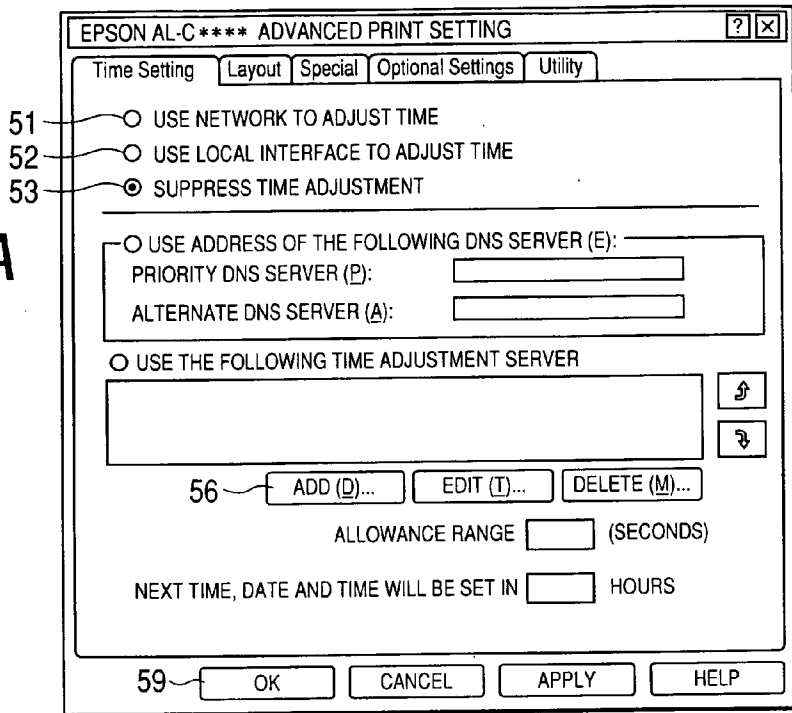 EPSON AL-C**** ADVANCED PRINT SETTING ? X
Time Setting Layout Special Optional Settings Utility
51 USE NETWORK TO ADJUST TIME
52 USE LOCAL INTERFACE TO ADJUST TIME
53 SUPPRESS TIME ADJUSTMENT
A
USE ADDRESS OF THE FOLLOWING DNS SERVER (E):
PRIORITY DNS SERVER (P):
ALTERNATE DNS SERVER (A):
USE THE FOLLOWING TIME ADJUSTMENT SERVER
56 ADD (D)... EDIT (T)... DELETE (M)...
ALLOWANCE RANGE (SECONDS)
NEXT TIME, DATE AND TIME WILL BE SET IN HOURS
59 OK CANCEL APPLY HELP